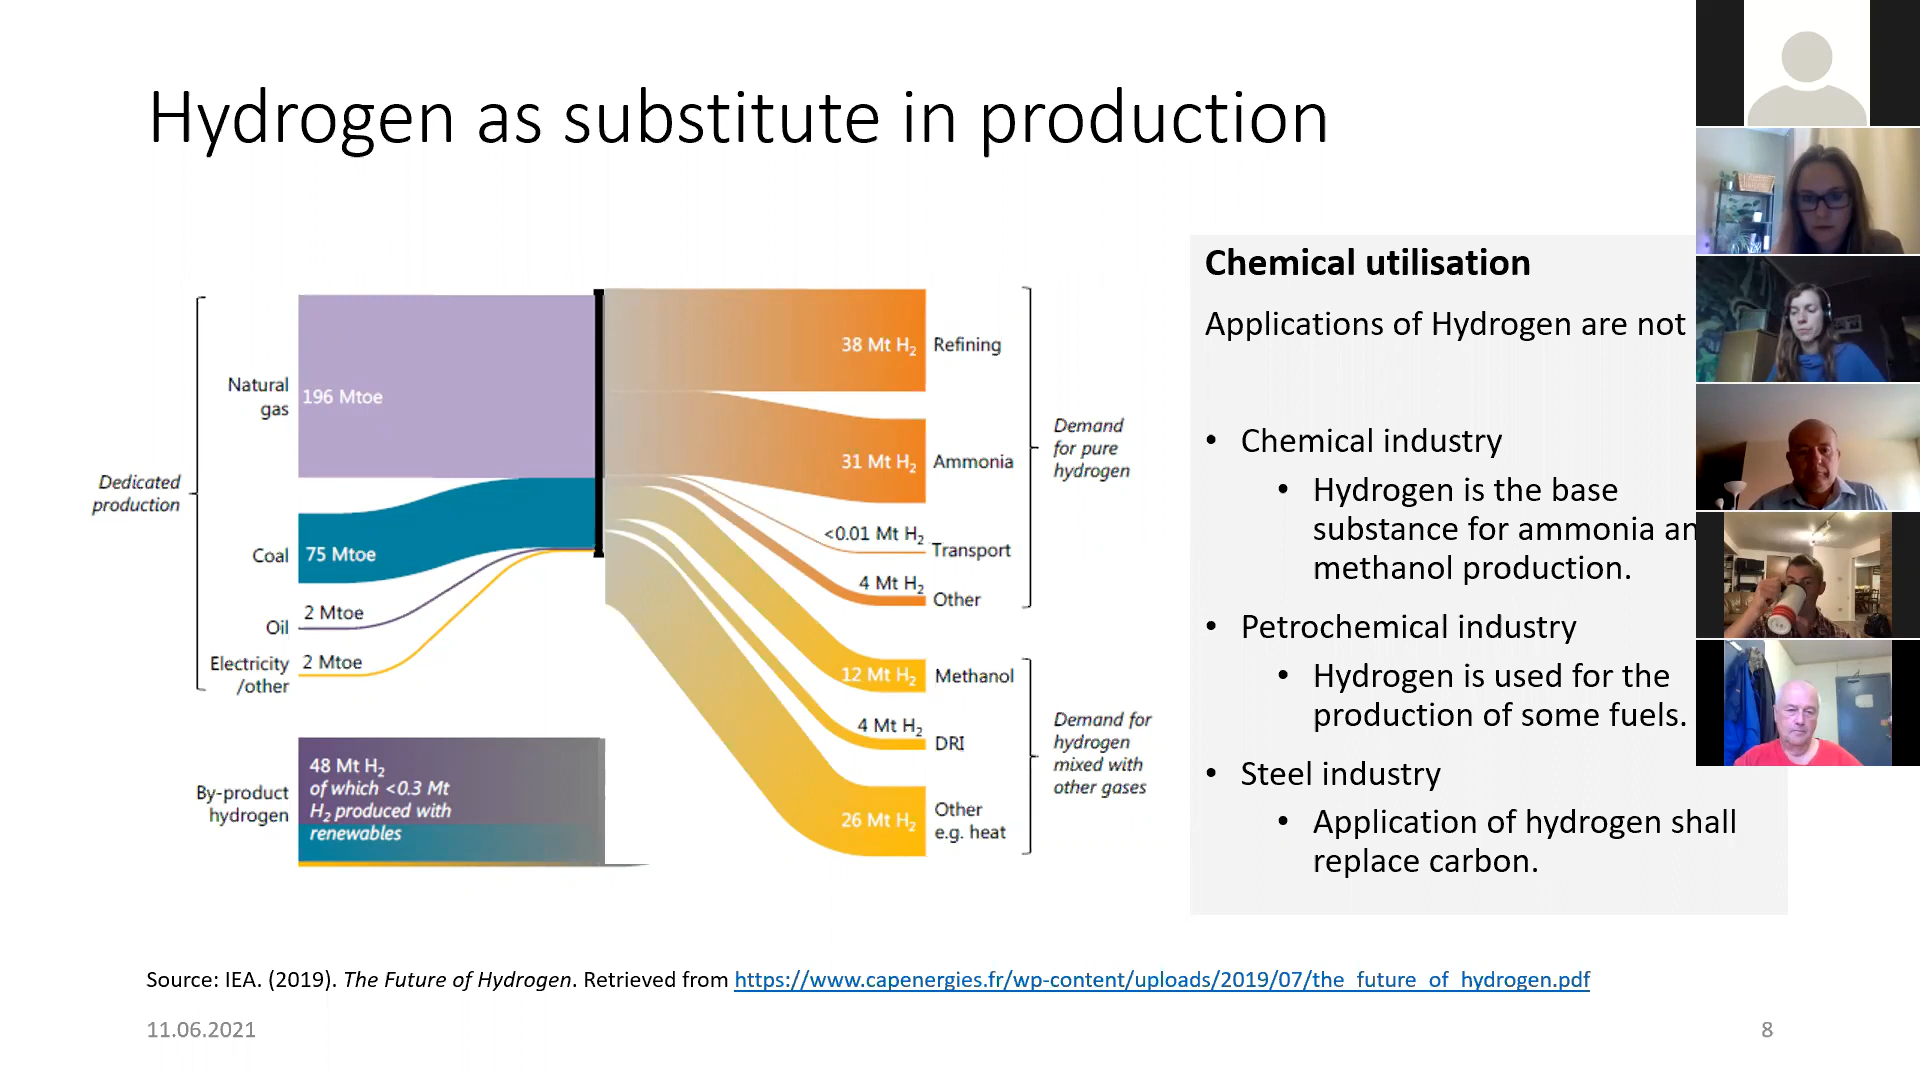 Hydrogen as substitute in production
Dedicated
production
Natural
gas
196 Mtoe
Coal
75 Mtoe
Oil
2 Mtoe
Electricity
/other
2 Mtoe
By-product
hydrogen
48 Mt H₂
of which <0.3 Mt
H₂ produced with
renewables
38 Mt H₂ Refining
31 Mt H₂ Ammonia
<0.01 Mt H₂
Transport
4 Mt H₂
Other
Demand
for pure
hydrogen
12 Mt H₂ Methanol
4 Mt H₂
DRI
26 Mt H₂
Other
e.g. heat
Demand for
hydrogen
mixed with
other gases
Chemical utilisation
Applications of Hydrogen are not
• Chemical industry
• Hydrogen is the base
substance for ammonia an
methanol production.
• Petrochemical industry
• Hydrogen is used for the
production of some fuels.
• Steel industry
• Application of hydrogen shall
replace carbon.
Source: IEA. (2019). The Future of Hydrogen. Retrieved from https://www.capenergies.fr/wp-content/uploads/2019/07/the_future_of_hydrogen.pdf
11.06.2021
8